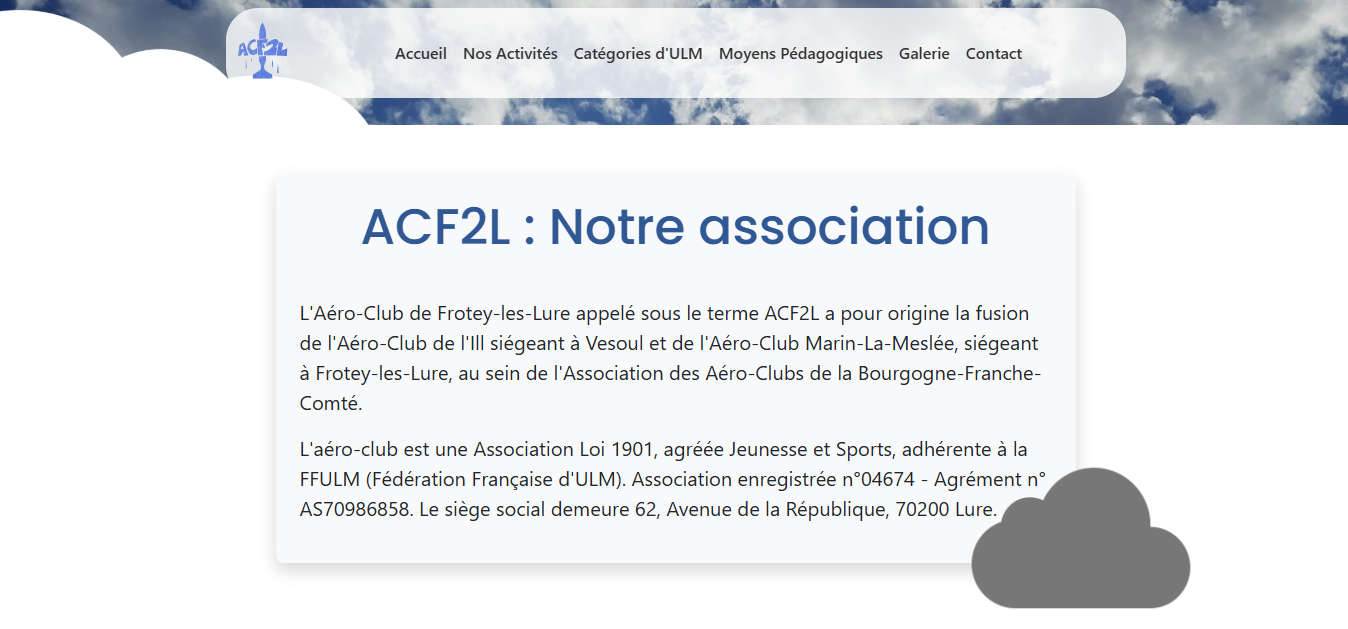 ACF2L
Accueil Nos Activités Catégories d'ULM Moyens Pédagogiques Galerie Contact
ACF2L : Notre association
L'Aéro-Club de Frotey-les-Lure appelé sous le terme ACF2L a pour origine la fusion
de l'Aéro-Club de l'Ill siégeant à Vesoul et de l'Aéro-Club Marin-La-Meslée, siégeant
à Frotey-les-Lure, au sein de l'Association des Aéro-Clubs de la Bourgogne-Franche-
Comté.
L'aéro-club est une Association Loi 1901, agréée Jeunesse et Sports, adhérente à la
FFULM (Fédération Française d'ULM). Association enregistrée n°04674 - Agrément n°
AS70986858. Le siège social demeure 62, Avenue de la République, 70200 Lure.